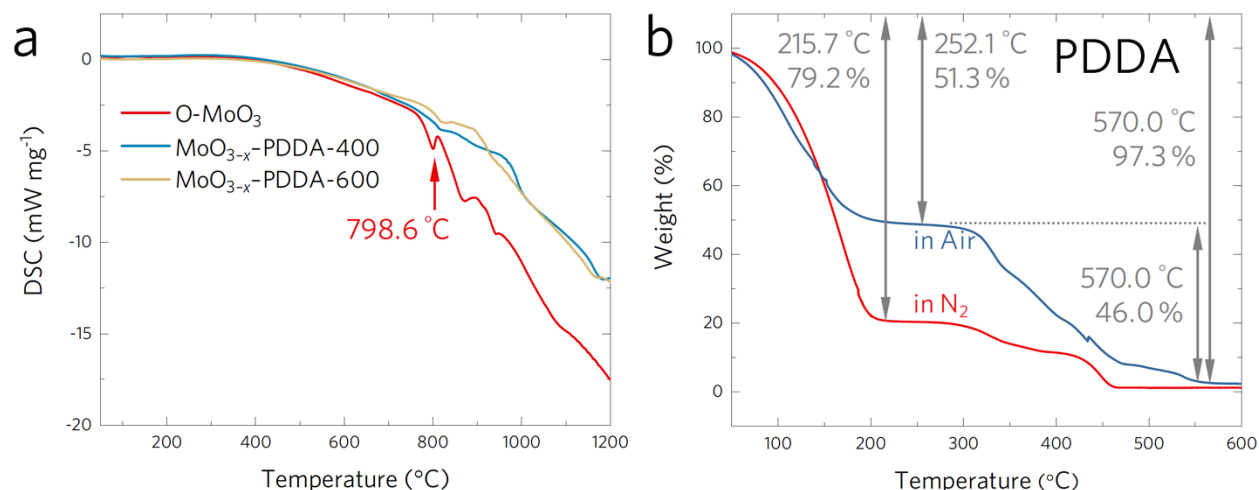 a
DSC (mW mg⁻¹)
0
-5
-10
-15
-20
O-MoO₃
MoO₃₋ₓ-PDDA-400
MoO₃₋ₓ-PDDA-600
798.6 °C
200 400 600 800 1000 1200
Temperature (°C)
b
Weight (%)
100
80
60
40
20
0
215.7 °C
79.2 %
252.1 °C
51.3 %
PDDA
570.0 °C
97.3 %
in Air
570.0 °C
46.0 %
in N₂
100 200 300 400 500 600
Temperature (°C)